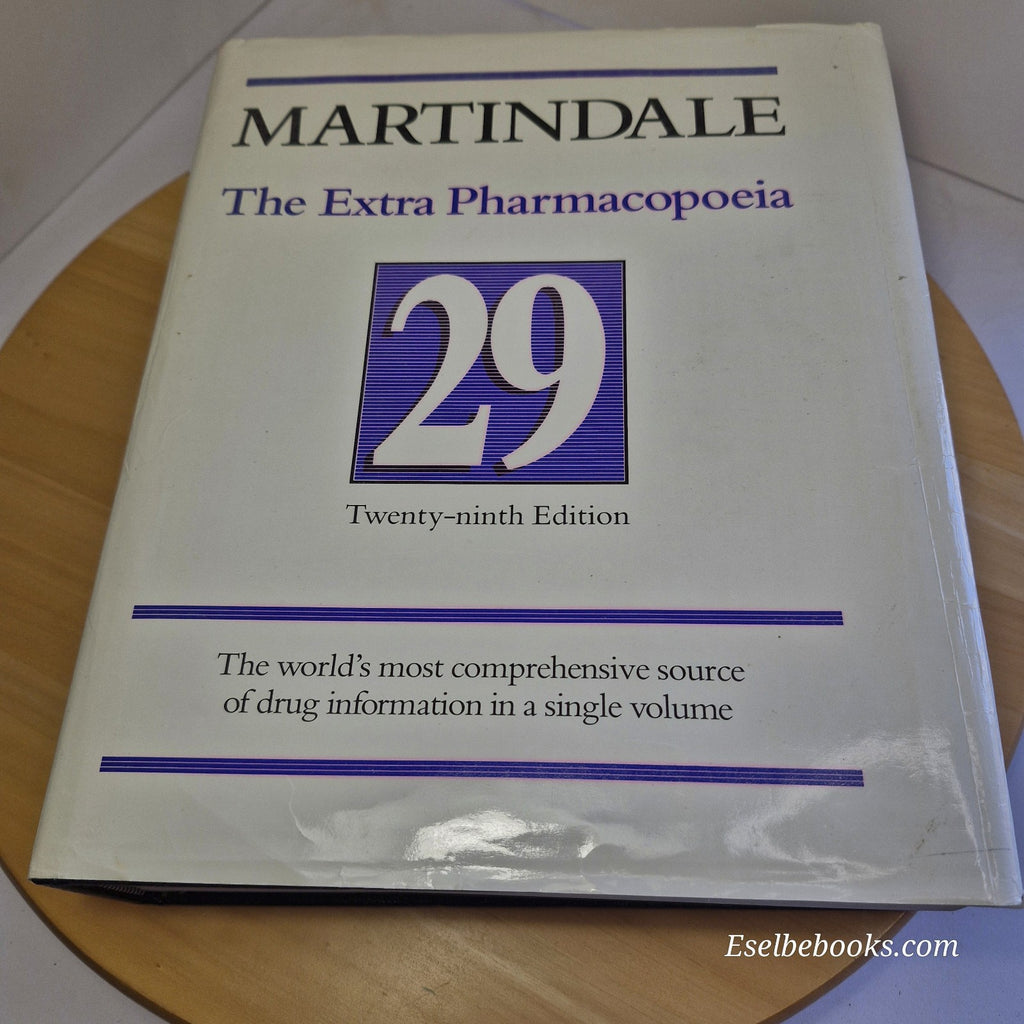 MARTINDALE
The Extra Pharmacopoeia
29
Twenty-ninth Edition
The world's most comprehensive source
of drug information in a single volume
Eselbebooks.com